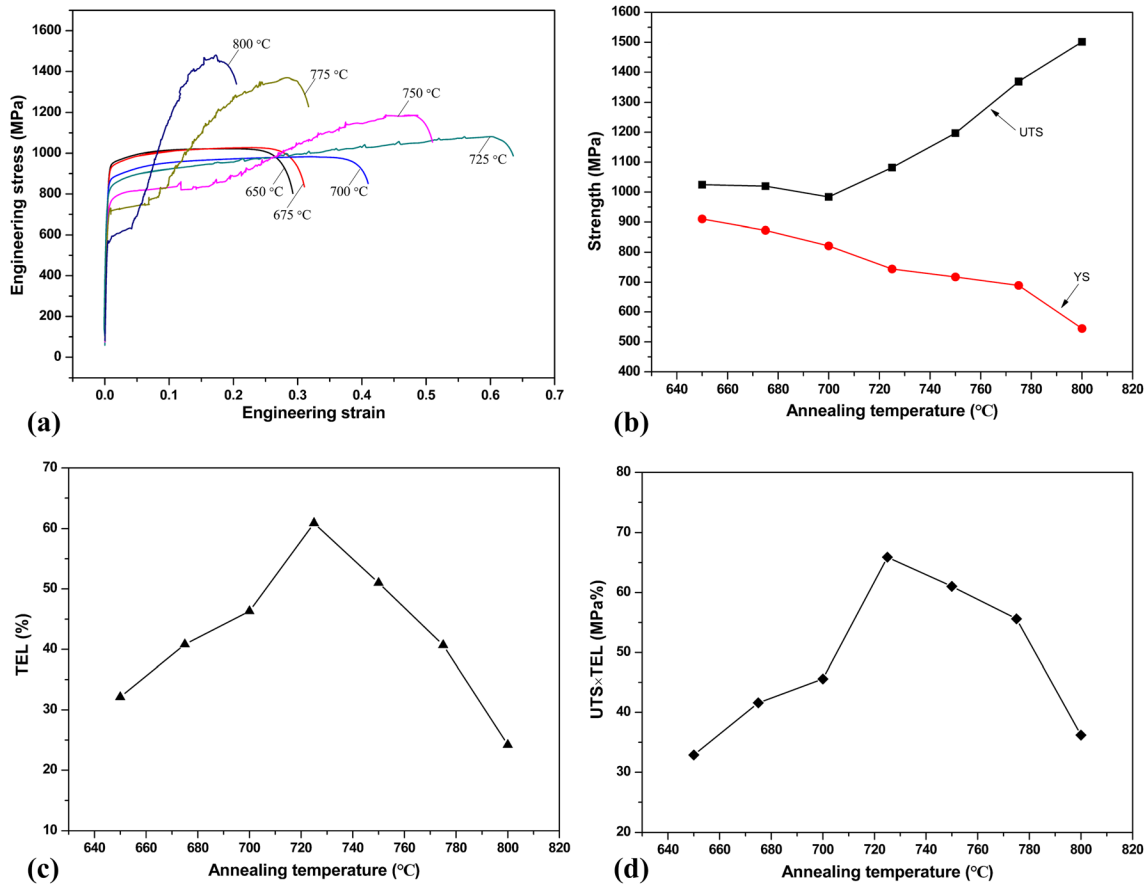 1600
1400
1200
1000
800
600
400
200
0
Engineering stress (MPa)
800 °C
775 °C
750 °C
725 °C
650 °C
700 °C
675 °C
0.0 0.1 0.2 0.3 0.4 0.5 0.6 0.7
Engineering strain
(a)
1600
1500
1400
1300
1200
1100
1000
900
800
700
600
500
400
Strength (MPa)
UTS
YS
640 660 680 700 720 740 760 780 800 820
Annealing temperature (°C)
(b)
70
60
50
40
30
20
10
TEL (%)
640 660 680 700 720 740 760 780 800 820
Annealing temperature (°C)
(c)
80
70
60
50
40
30
20
UTS×TEL (MPa%)
640 660 680 700 720 740 760 780 800 820
Annealing temperature (°C)
(d)